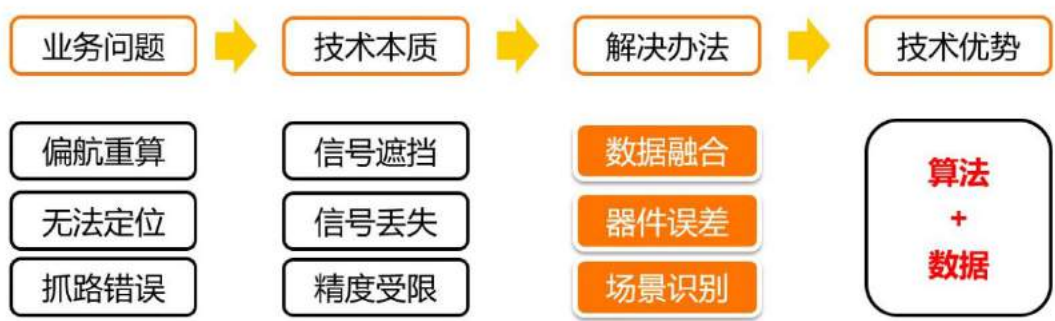 业务问题
技术本质
解决办法
技术优势
偏航重算
信号遮挡
数据融合
无法定位
信号丢失
器件误差
抓路错误
精度受限
场景识别
算法
+
数据